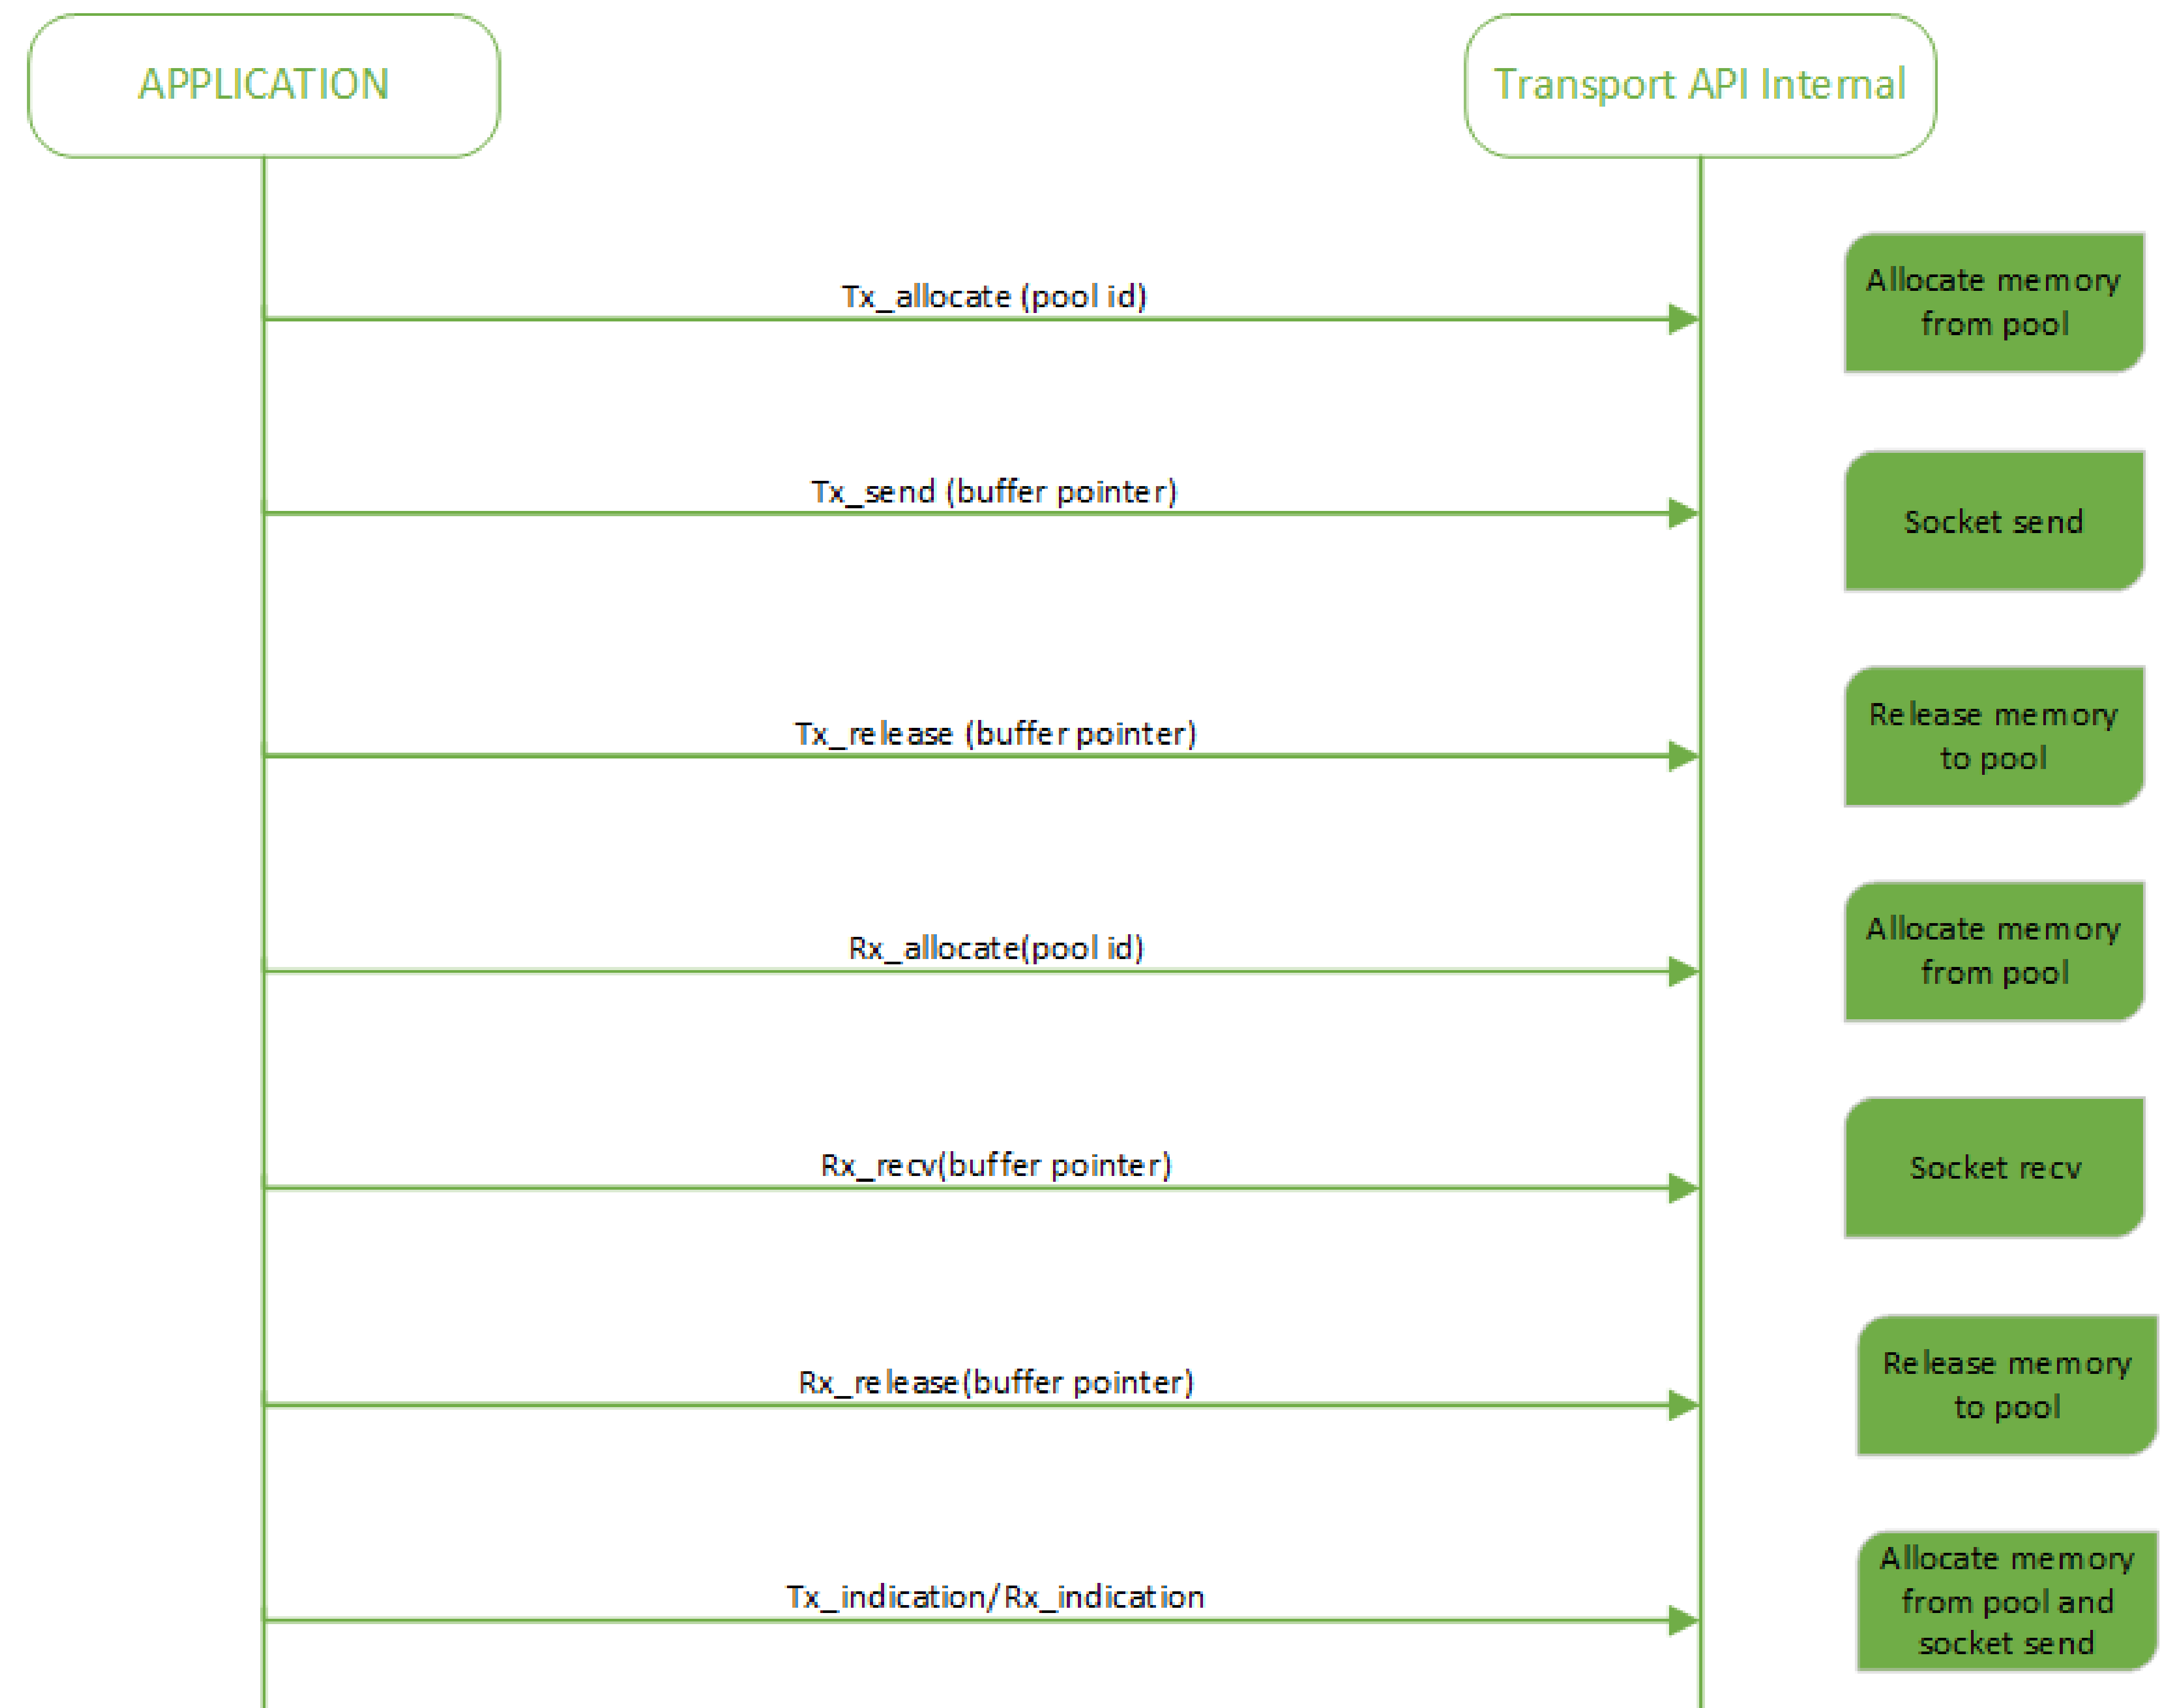 APPLICATION
Transport API Internal
Tx_allocate (pool id)
Allocate memory
from pool
Tx_send (buffer pointer)
Socket send
Tx_release (buffer pointer)
Release memory
to pool
Rx_allocate(pool id)
Allocate memory
from pool
Rx_recv(buffer pointer)
Socket recv
Rx_release(buffer pointer)
Release memory
to pool
Tx_indication/Rx_indication
Allocate memory
from pool and
socket send